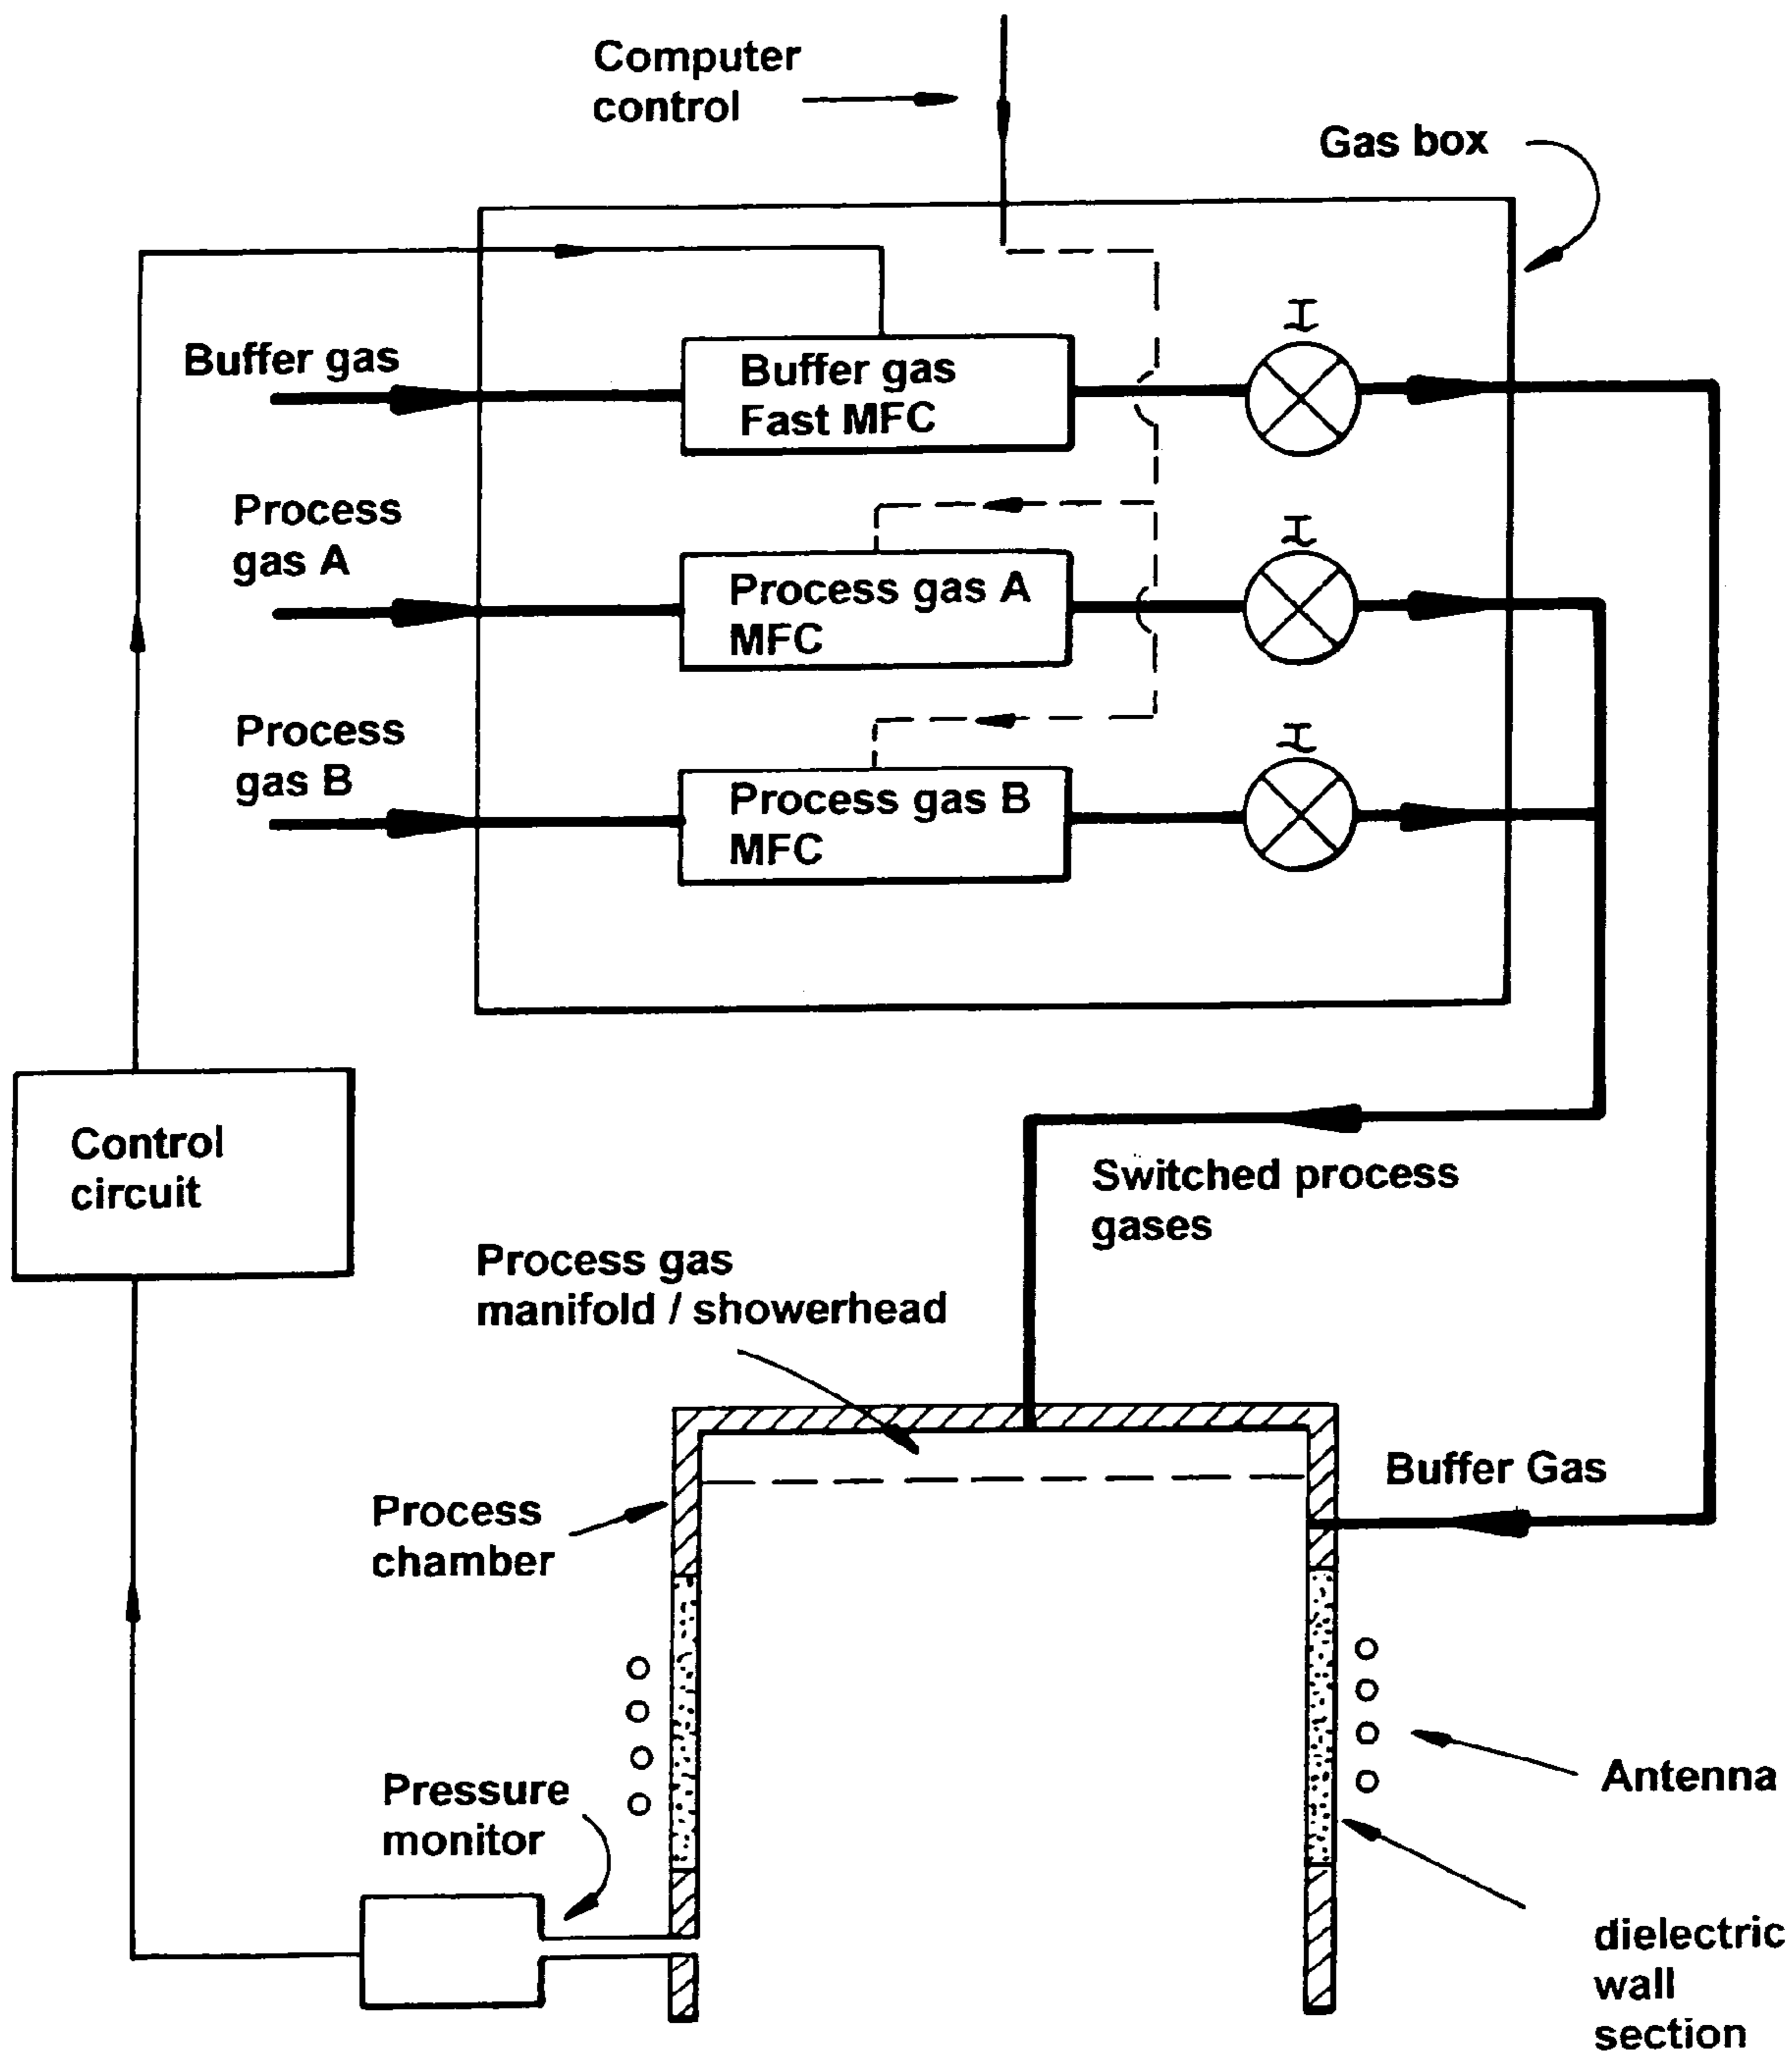 Computer
control
Gas box
Buffer gas
Buffer gas
Fast MFC
Process
gas A
Process gas A
MFC
Process
gas B
Process gas B
MFC
Control
circuit
Switched process
gases
Process gas
manifold / showerhead
Buffer Gas
Process
chamber
Pressure
monitor
Antenna
dielectric
wall
section